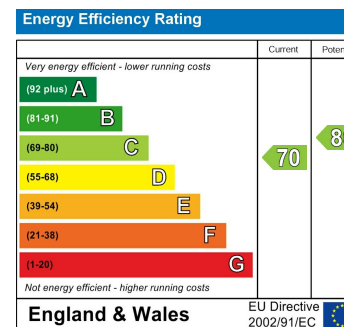 Energy Efficiency Rating
Current
Very energy efficient - lower running costs
(92 plus) A
(81-91) B
(69-80) C
70
(55-68) D
(39-54) E
(21-38) F
(1-20) G
Not energy efficient - higher running costs
England & Wales
EU Directive
2002/91/EC